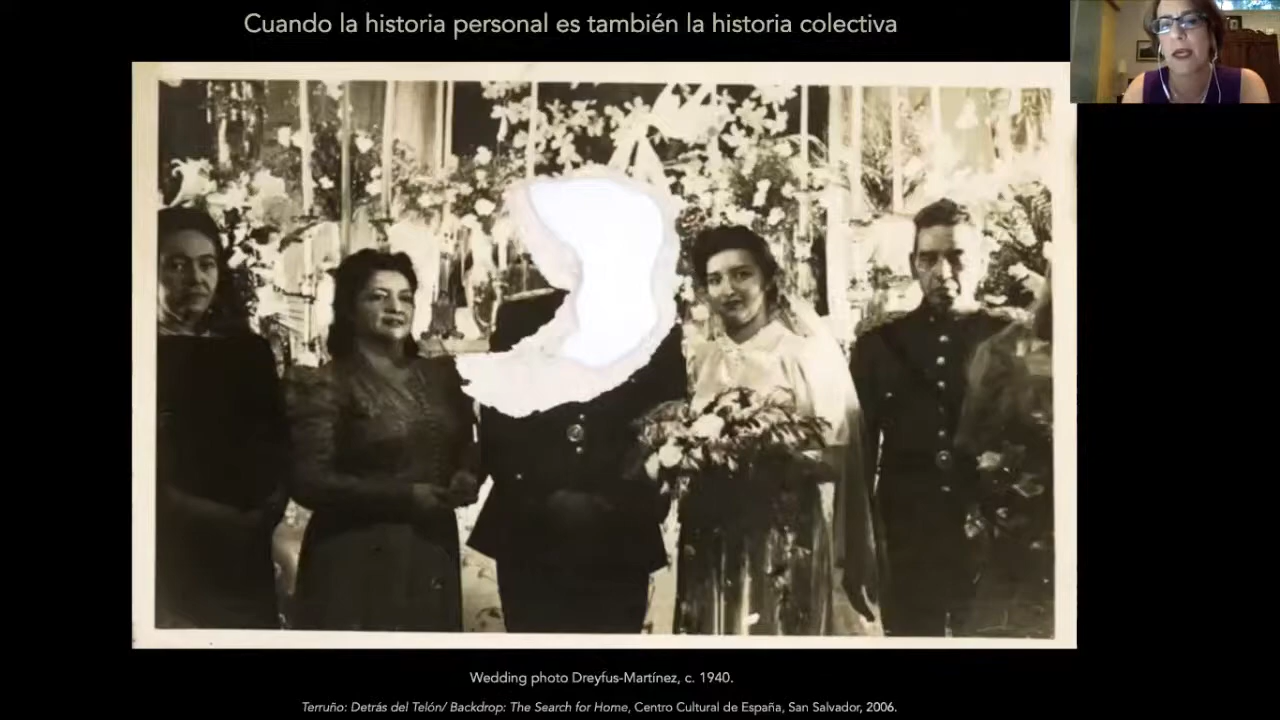 Cuando la historia personal es también la historia colectiva
Wedding photo Dreyfus-Martínez, c. 1940.
Terruño: Detrás del Telón/ Backdrop: The Search for Home, Centro Cultural de España, San Salvador, 2006.